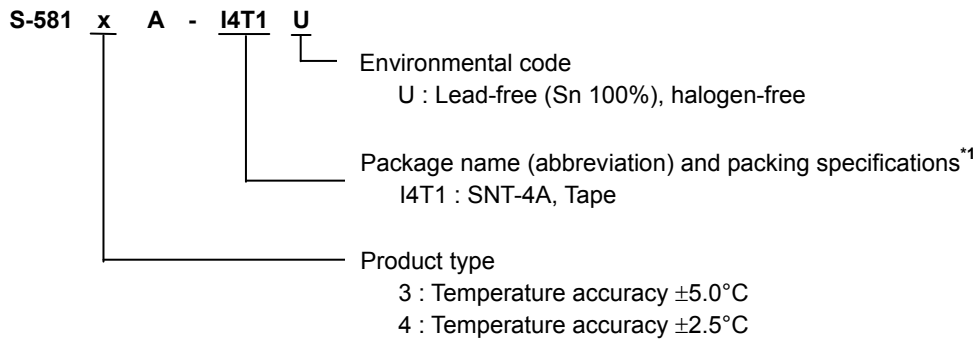 S-581 x A - I4T1 U
Environmental code
U : Lead-free (Sn 100%), halogen-free
Package name (abbreviation) and packing specifications*1
I4T1 : SNT-4A, Tape
Product type
3 : Temperature accuracy ±5.0°C
4 : Temperature accuracy ±2.5°C